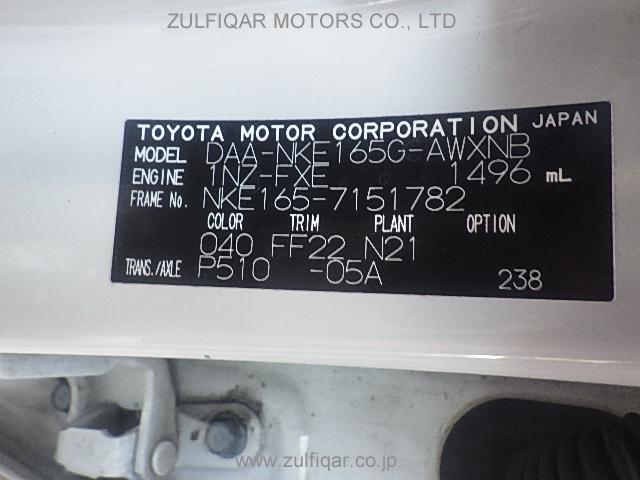 ZULFIQAR MOTORS CO., LTD
TOYOTA MOTOR CORPORATION JAPAN
MODEL DAA-NKE165G-AWXNB
ENGINE 1NZ-FXE 1496 mL
FRAME No. NKE165-7151782
COLOR TRIM PLANT OPTION
040 FF22 N21
TRANS./AXLE P510 -05A 238
www.zulfiqar.co.jp